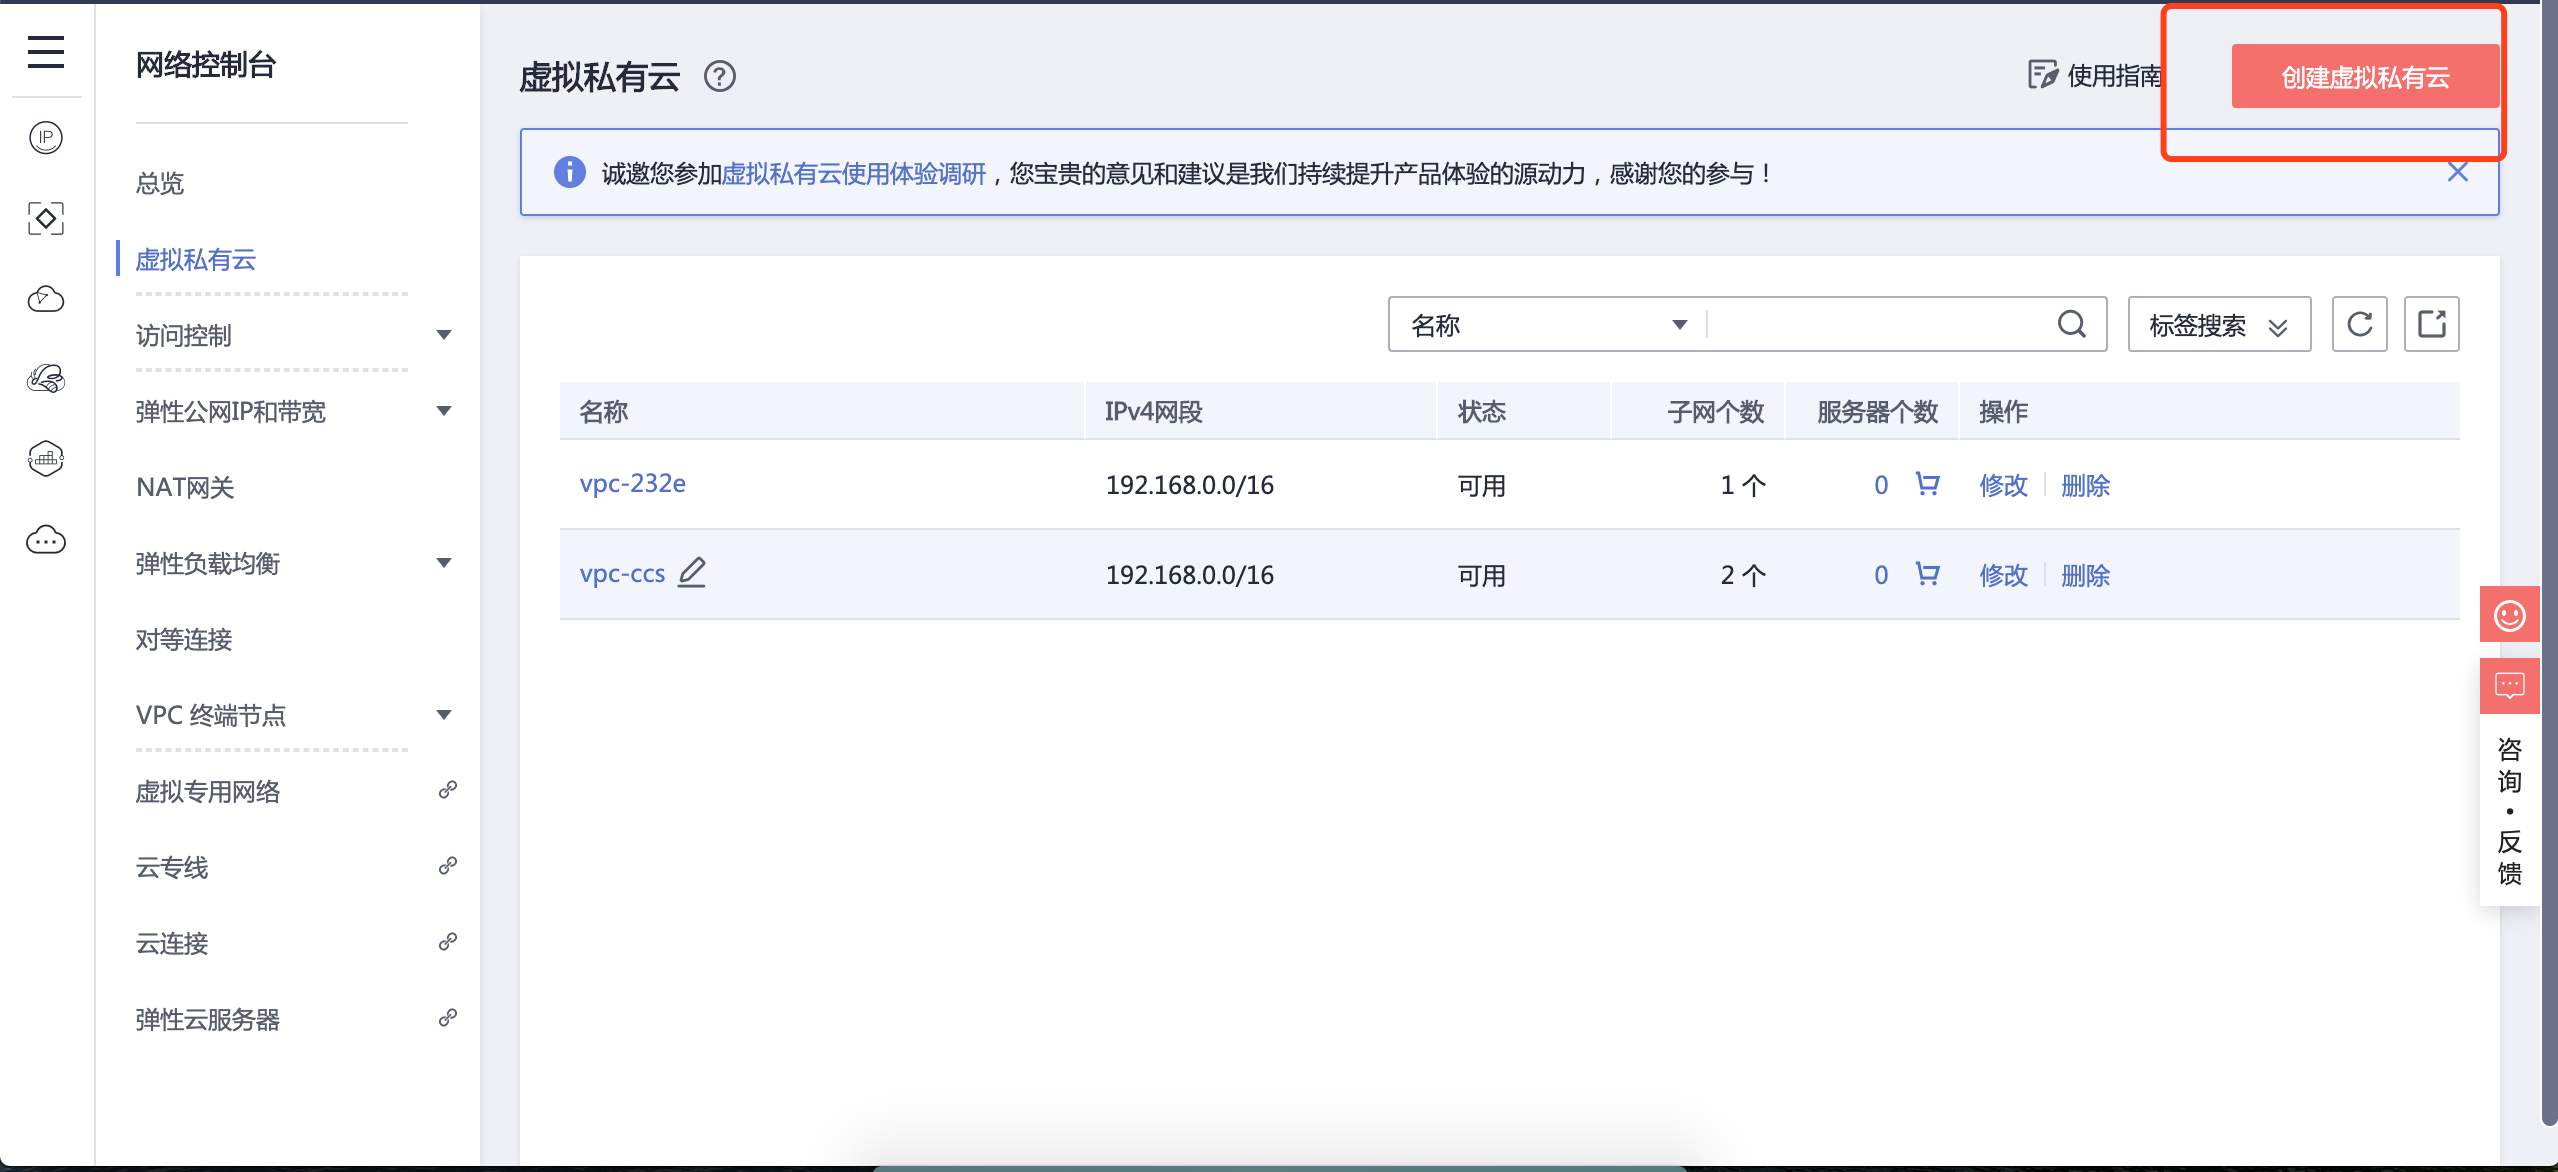 网络控制台
总览
虚拟私有云
访问控制
弹性公网IP和带宽
NAT网关
弹性负载均衡
对等连接
VPC 终端节点
虚拟专用网络
云专线
云连接
弹性云服务器
IP
虚拟私有云 ?
使用指南
创建虚拟私有云
诚邀您参加虚拟私有云使用体验调研，您宝贵的意见和建议是我们持续提升产品体验的源动力，感谢您的参与！
名称
标签搜索
名称 IPv4网段 状态 子网个数 服务器个数 操作
vpc-232e 192.168.0.0/16 可用 1 个 0 修改 删除
vpc-ccs 192.168.0.0/16 可用 2 个 0 修改 删除
咨询·反馈